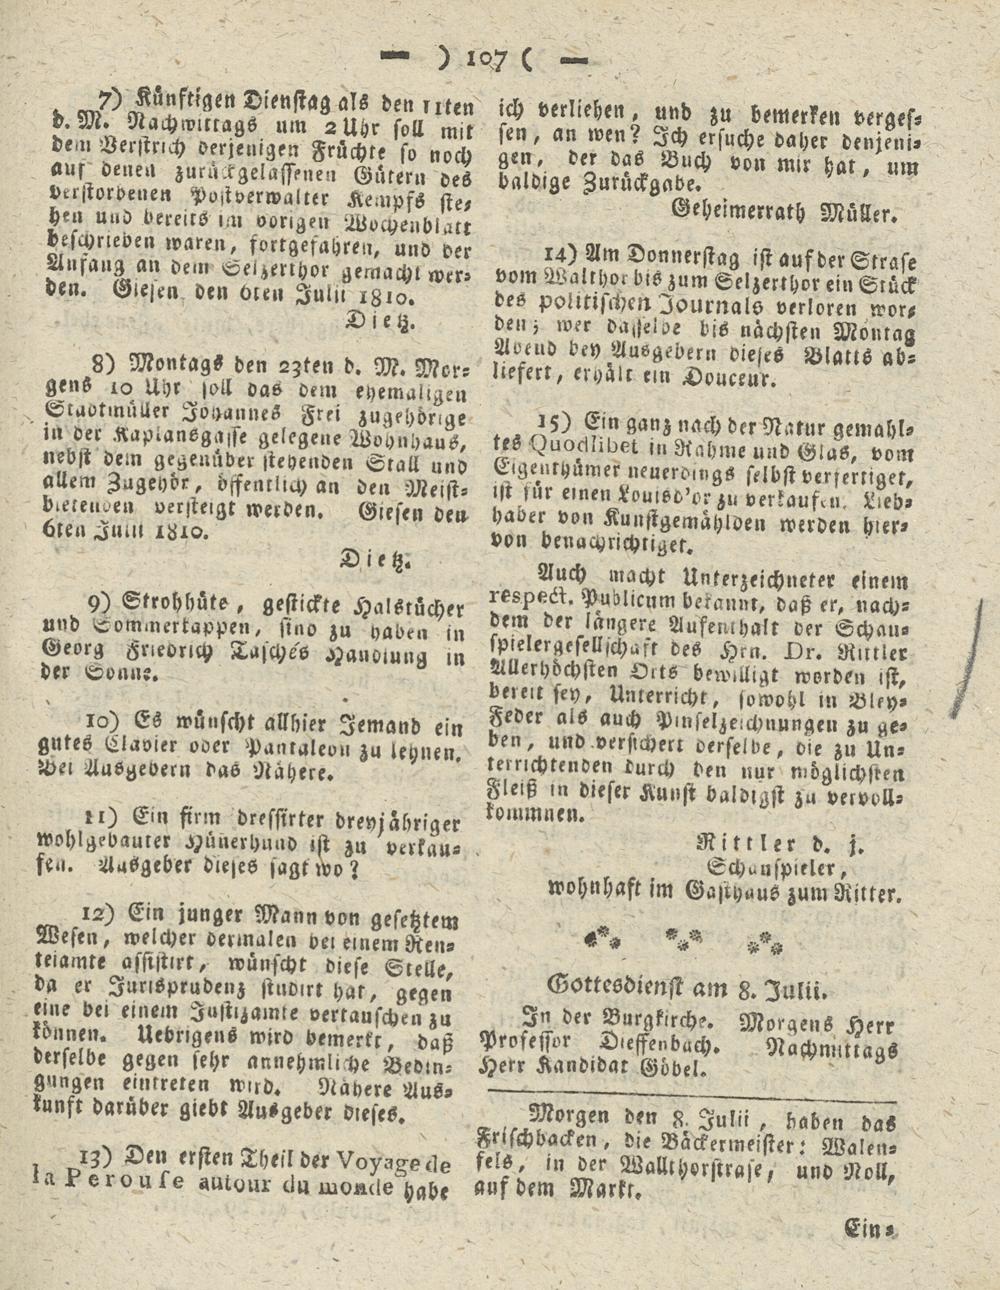 — ) 107 ( —
7) Künftigen Dienstag als den 11ten
d. M. Nachmittags um 2 Uhr soll mit
dem Verstrich derjenigen Früchte so noch
auf denen zurückgelassenen Gütern des
verstorbenen Postverwalter Kempfs ste-
hen und bereits im vorigen Wochenblatt
beschrieben waren, fortgefahren, und der
Anfang an dem Selzerthor gemacht wer-
den. Giesen den 6ten Julii 1810.
Dietz.
8) Montags den 23ten d. M. Mor-
gens 10 Uhr soll das dem ehemaligen
Stadtmüller Johannes Frei zugehörige
in der Kaplansgasse gelegene Wohnhaus,
nebst dem gegenüber stehenden Stall und
allem Zugehör, öffentlich an den Meist-
bietenden versteigt werden. Giesen den
6ten Julii 1810.
Dietz.
9) Strohhüte, gestickte Halstücher
und Sommerkappen, sind zu haben in
Georg Friedrich Tasché's Handlung in
der Sonne.
10) Es wünscht allhier Jemand ein
gutes Clavier oder Pantaleon zu lehnen.
Bei Ausgebern das Nähere.
11) Ein firm dressirter dreyjähriger
wohlgebauter Hünerhund ist zu verkau-
fen. Ausgeber dieses sagt wo?
12) Ein junger Mann von gesetztem
Wesen, welcher dermalen bei einem Ren-
teiamte assistirt, wünscht diese Stelle,
da er Jurisprudenz studirt hat, gegen
eine bei einem Justizamte vertauschen zu
können. Uebrigens wird bemerkt, daß
derselbe gegen sehr annehmliche Bedin-
gungen eintreten wird. Nähere Aus-
kunft darüber giebt Ausgeber dieses.
13) Den ersten Theil der Voyage de
la Perouse autour du monde habe
ich verliehen, und zu bemerken verges-
sen, an wen? Ich ersuche daher denjeni-
gen, der das Buch von mir hat, um
baldige Zurückgabe.
Geheimerrath Müller.
14) Am Donnerstag ist auf der Strase
vom Walthor bis zum Selzerthor ein Stück
des politischen Journals verloren wor-
den; wer dasselbe bis nächsten Montag
Abend bey Ausgebern dieses Blatts ab-
liefert, erhält ein Douceur.
15) Ein ganz nach der Natur gemahl-
tes Quodlibet in Rahme und Glas, vom
Eigenthümer neuerdings selbst verfertiget,
ist für einen Louisd'or zu verkaufen. Lieb-
haber von Kunstgemählden werden hier-
von benachrichtiget.
Auch macht Unterzeichneter einem
respect. Publicum bekannt, daß er, nach-
dem der längere Aufenthalt der Schau-
spielergesellschaft des Hrn. Dr. Rittler
Allerhöchsten Orts bewilligt worden ist,
bereit sey, Unterricht, sowohl in Bley-
Feder als auch Pinselzeichnungen zu ge-
ben, und versichert derselbe, die zu Un-
terrichtenden durch den nur möglichsten
Fleiß in dieser Kunst baldigst zu vervoll-
kommnen.
Rittler d. j.
Schauspieler,
wohnhaft im Gasthaus zum Ritter.
Gottesdienst am 8. Julii.
In der Burgkirche. Morgens Herr
Professor Dieffenbach. Nachmittags
Herr Kandidat Göbel.
Morgen den 8. Julii, haben das
Frischbacken, die Bäckermeister: Walen-
fels, in der Wallthorstrase, und Noll,
auf dem Markt.
Ein-